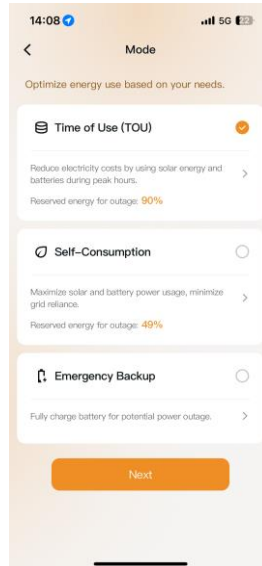 14:08 5G 22
Mode
Optimize energy use based on your needs.
Time of Use (TOU)
Reduce electricity costs by using solar energy and
batteries during peak hours.
Reserved energy for outage: 90%
Self-Consumption
Maximize solar and battery power usage, minimize
grid reliance.
Reserved energy for outage: 49%
Emergency Backup
Fully charge battery for potential power outage.
Next